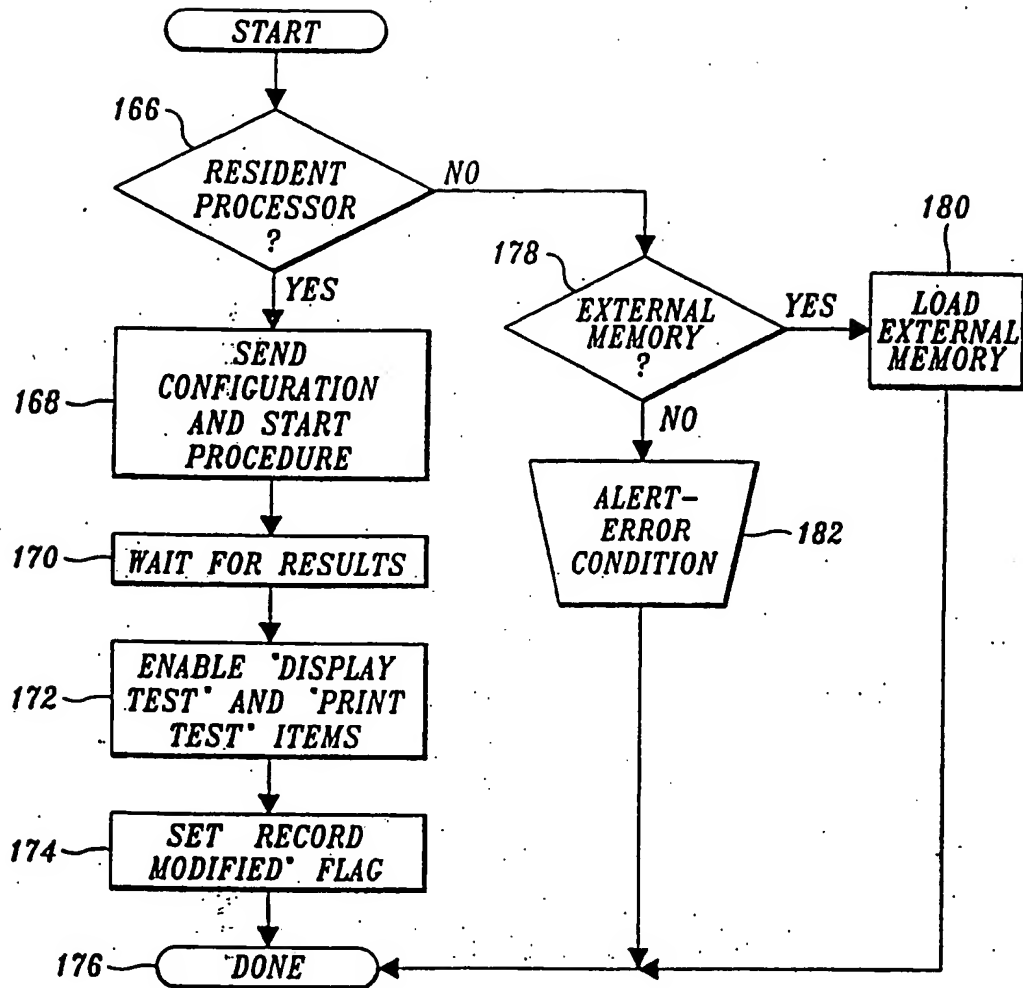 START
166
RESIDENT
PROCESSOR
?
NO
YES
178
EXTERNAL
MEMORY
?
YES
180
LOAD
EXTERNAL
MEMORY
NO
168
SEND
CONFIGURATION
AND START
PROCEDURE
ALERT-
ERROR
CONDITION
182
170
WAIT FOR RESULTS
172
ENABLE "DISPLAY
TEST" AND "PRINT
TEST" ITEMS
174
SET RECORD
MODIFIED" FLAG
176
DONE